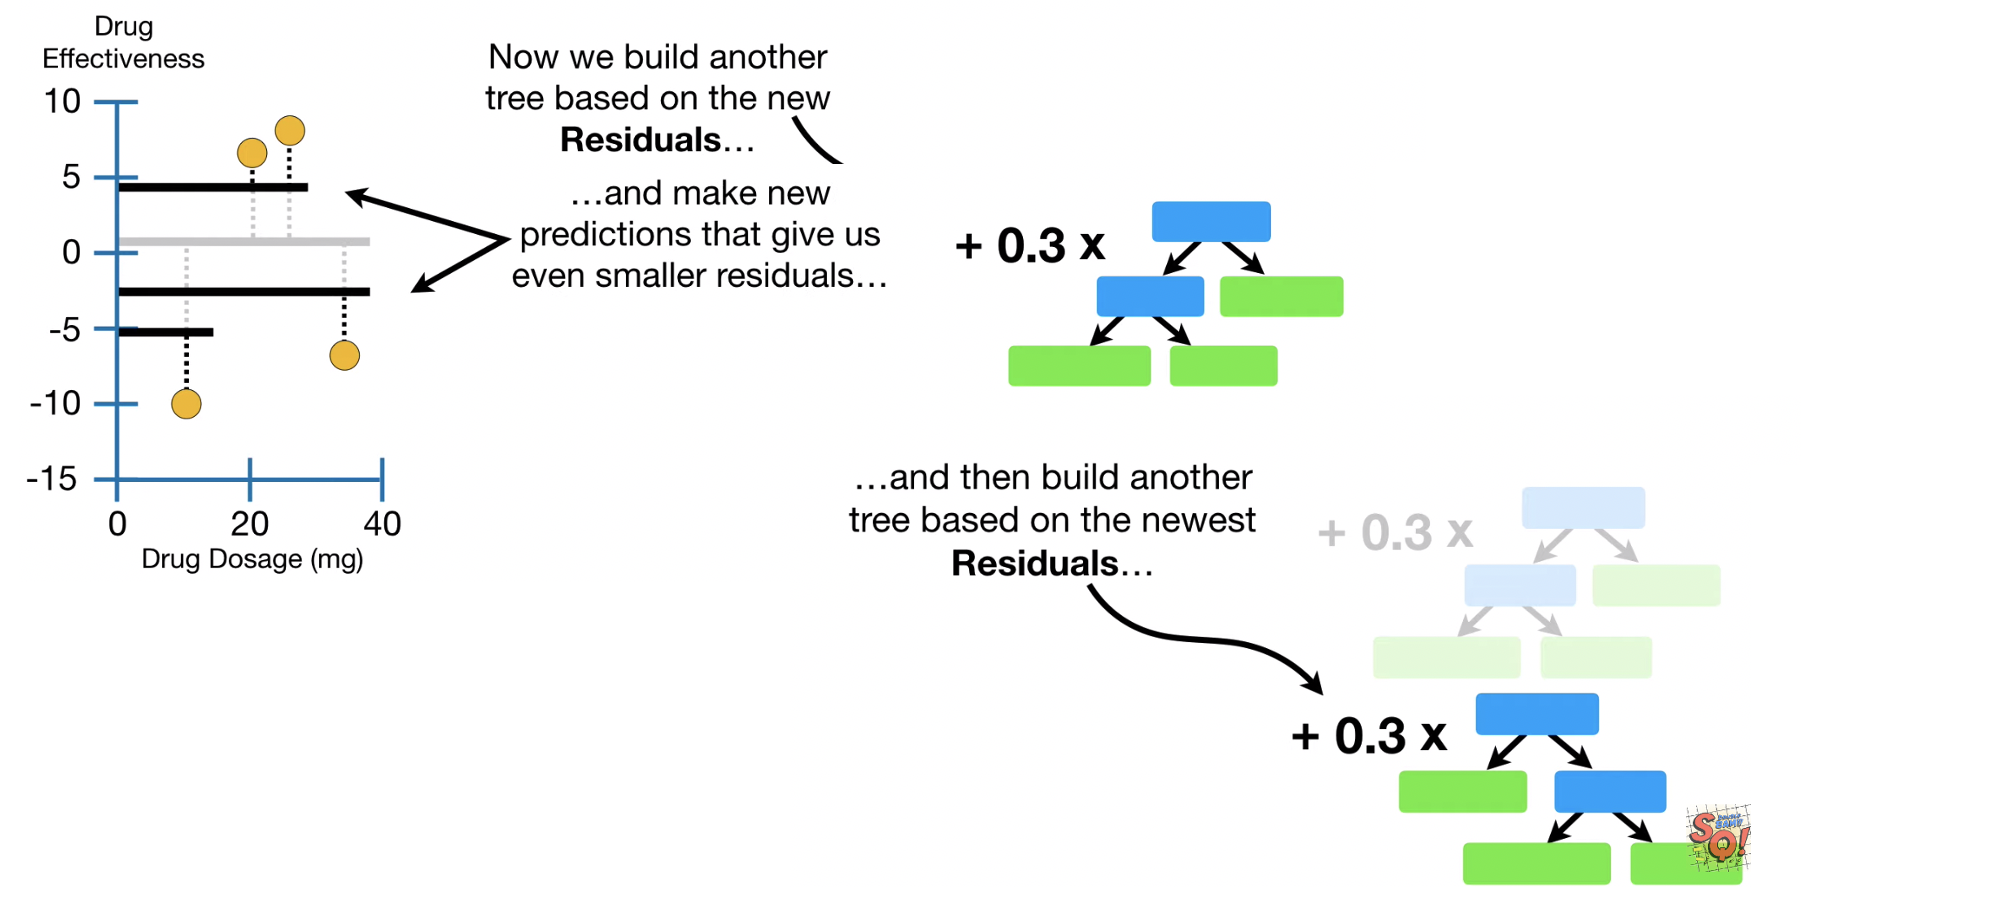 Drug
Effectiveness
10
5
0
-5
-10
-15
0 20 40
Drug Dosage (mg)
Now we build another
tree based on the new
Residuals…
…and make new
predictions that give us
even smaller residuals…
+ 0.3 x
…and then build another
tree based on the newest
Residuals…
+ 0.3 x
+ 0.3 x
SQ!